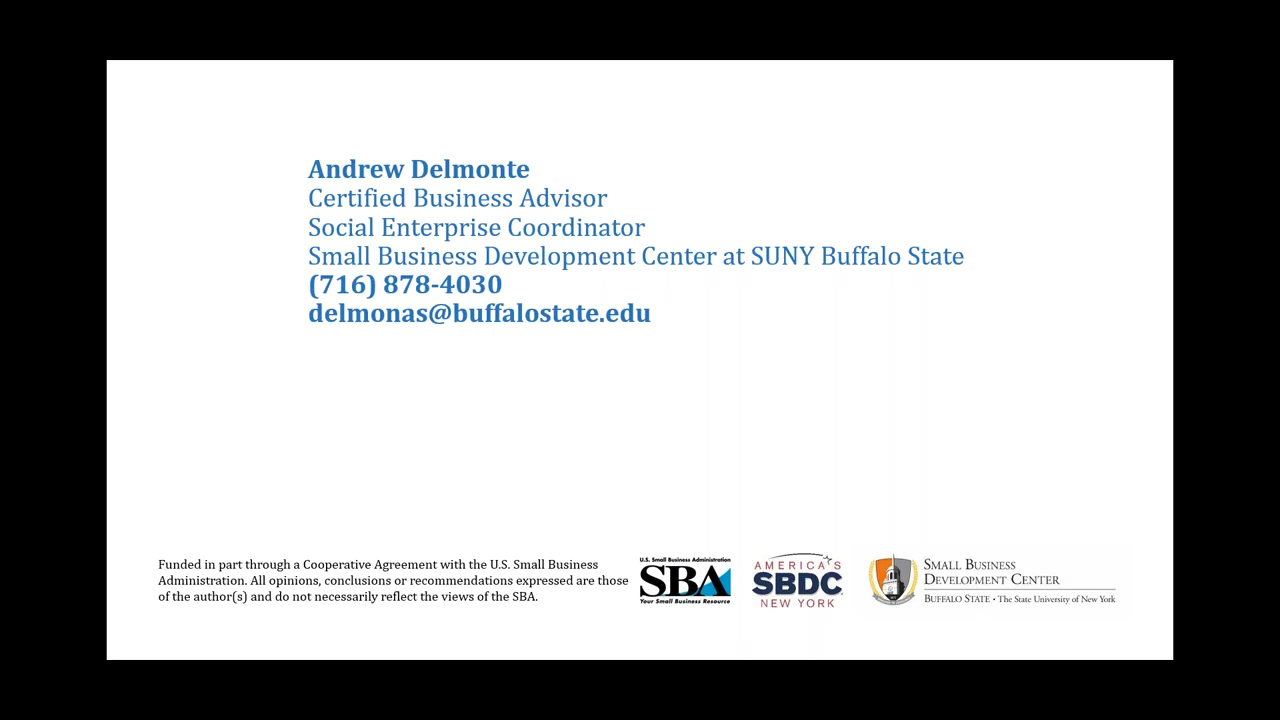 Andrew Delmonte
Certified Business Advisor
Social Enterprise Coordinator
Small Business Development Center at SUNY Buffalo State
(716) 878-4030
delmonas@buffalostate.edu
Funded in part through a Cooperative Agreement with the U.S. Small Business
Administration. All opinions, conclusions or recommendations expressed are those
of the author(s) and do not necessarily reflect the views of the SBA.
U.S. Small Business Administration
SBA
Your Small Business Resource
AMERICA'S
SBDC
NEW YORK
SMALL BUSINESS
DEVELOPMENT CENTER
BUFFALO STATE • The State University of New York